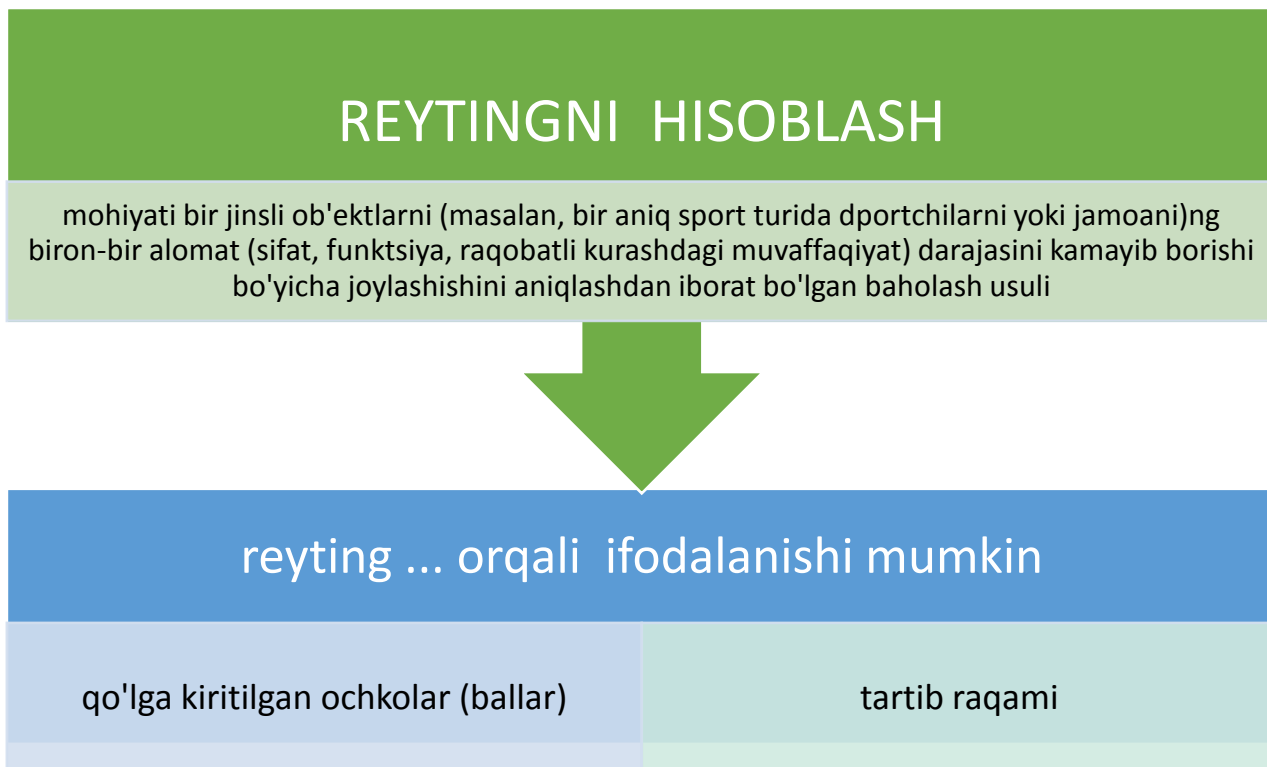 REYTINGNI HISOBLASH
mohiyati bir jinsli ob'ektlarni (masalan, bir aniq sport turida dportchilarni yoki jamoani)ng
biron-bir alomat (sifat, funktsiya, raqobatli kurashdagi muvaffaqiyat) darajasini kamayib borishi
bo'yicha joylashishini aniqlashdan iborat bo'lgan baholash usuli
reyting ... orqali ifodalanishi mumkin
qo'lga kiritilgan ochkolar (ballar)
tartib raqami